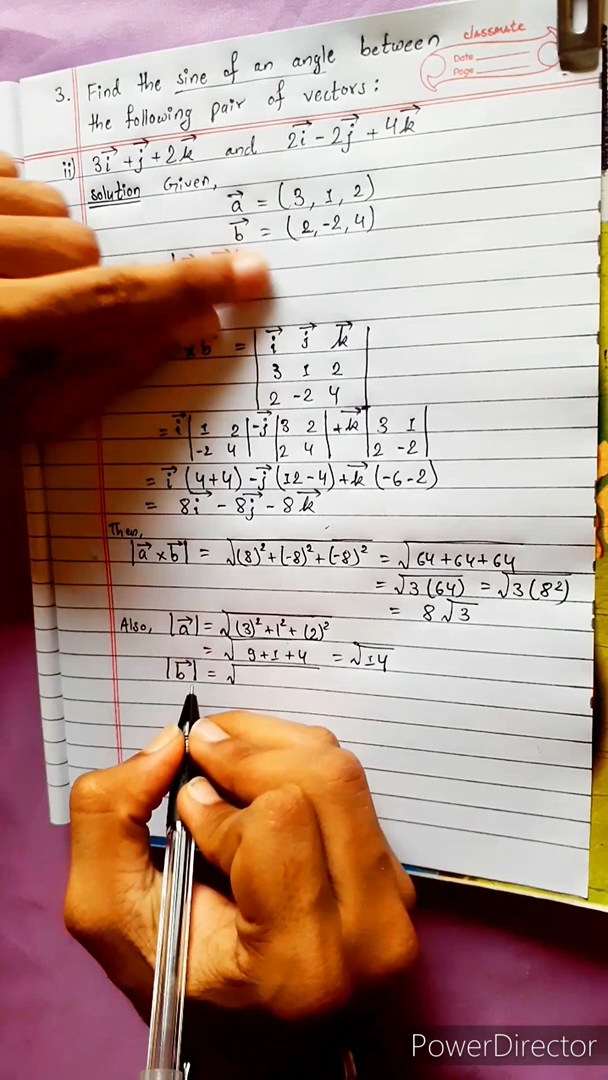 classmate
Date
Page
3. Find the sine of an angle between
the following pair of vectors:
ii) 3i⃗ + j⃗ + 2k⃗ and 2i⃗ - 2j⃗ + 4k⃗
solution Given,
a⃗ = (3, 1, 2)
b⃗ = (2, -2, 4)
×b⃗ = | i⃗ j⃗ k⃗ |
| 3 1 2 |
| 2 -2 4 |
= i⃗ | 1 2 | - j⃗ | 3 2 | + k⃗ | 3 1 |
| -2 4 | | 2 4 | | 2 -2 |
= i⃗ (4+4) - j⃗ (12-4) + k⃗ (-6-2)
= 8i⃗ - 8j⃗ - 8k⃗
Then,
|a⃗ × b⃗| = √(8)² + (-8)² + (-8)² = √64 + 64 + 64
= √3(64) = √3(8²)
= 8√3
Also, |a⃗| = √(3)² + 1² + (2)²
= √9+1+4 = √14
|b⃗| = √
PowerDirector